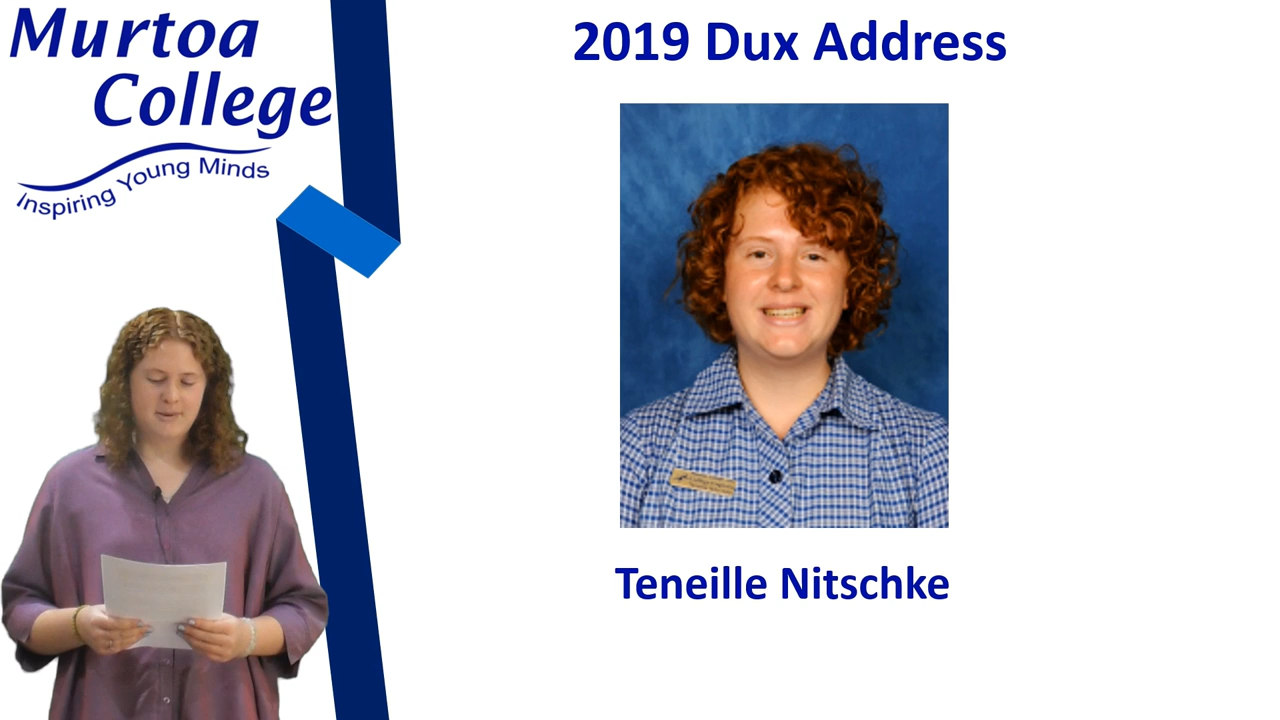 Murtoa
College
Inspiring Young Minds
2019 Dux Address
Teneille Nitschke